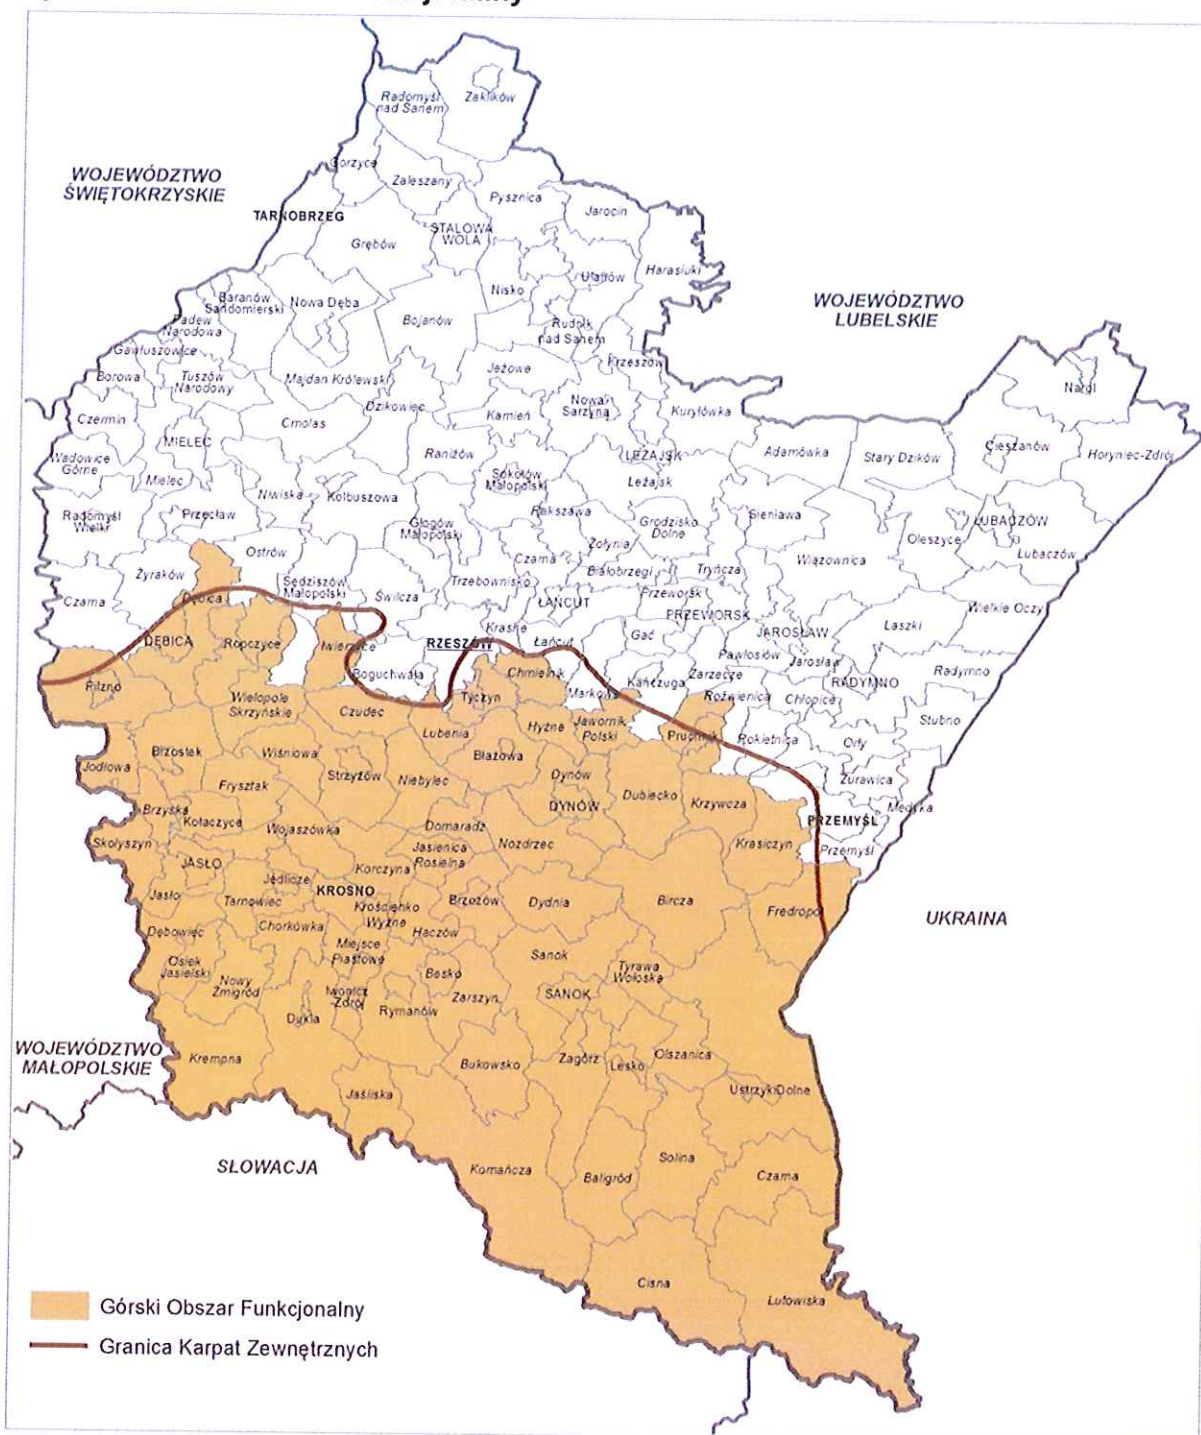 Radomyśl
nad Sanem
Zaklików
WOJEWÓDZTWO
ŚWIĘTOKRZYSKIE
Gorzyce
Zaleszany
Pysznica
Jarocin
TARNOBRZEG
STALOWA
WOLA
Grębów
Ulanów
Harasiuki
Nisko
Baranów
Sandomierski
Nowa Dęba
WOJEWÓDZTWO
LUBELSKIE
Padew
Narodowa
Bojanów
Rudnik
nad Sanem
Gawłuszowice
Krzeszów
Borowa
Tuszów
Narodowy
Majdan Królewski
Jeżowe
Narol
Czermin
Cmolas
Dzikowiec
Kamień
Nowa
Sarzyna
Kuryłówka
MIELEC
Wadowice
Górne
Raniżów
LEŻAJSK
Adamówka
Stary Dzików
Cieszanów
Horyniec-Zdrój
Mielec
Niwiska
Kolbuszowa
Sokołów
Małopolski
Leżajsk
Radomyśl
Wielki
Przecław
Głogów
Małopolski
Rakszawa
Grodzisko
Dolne
Sieniawa
LUBACZÓW
Oleszyce
Lubaczów
Ostrów
Żołynia
Czarna
Wiązownica
Żyraków
Sędziszów
Małopolski
Trzebownisko
Białobrzegi
Tryńcza
Czarna
Dębica
Świlcza
ŁAŃCUT
Przeworsk
PRZEWORSK
Wielkie Oczy
Krasne
Laszki
DĘBICA
Ropczyce
Iwierzyce
RZESZÓW
Łańcut
Gać
JAROSŁAW
Pawłosiów
Jarosław
Boguchwała
Chmielnik
Markowa
Kańczuga
Zarzecze
RADYMNO
Radymno
Pilzno
Tyczyn
Roźwienica
Chłopice
Wielopole
Skrzyńskie
Czudec
Lubenia
Hyżne
Jawornik
Polski
Pruchnik
Rokietnica
Orły
Stubno
Brzostek
Wiśniowa
Błażowa
Jodłowa
Strzyżów
Niebylec
Dynów
Żurawica
Frysztak
DYNÓW
Dubiecko
Krzywcza
Medyka
Brzyska
Kołaczyce
Wojaszówka
Domaradz
PRZEMYŚL
Skołyszyn
Jasienica
Rosielna
Nozdrzec
Krasiczyn
Przemyśl
JASŁO
Jedlicze
Korczyna
KROSNO
Jasło
Tarnowiec
Krościenko
Wyżne
Brzozów
Dydnia
Bircza
Fredropol
UKRAINA
Dębowiec
Chorkówka
Haczów
Miejsce
Piastowe
Osiek
Jasielski
Nowy
Żmigród
Besko
Sanok
Tyrawa
Wołoska
Iwonicz
-Zdrój
Zarszyn
SANOK
Dukla
Rymanów
WOJEWÓDZTWO
MAŁOPOLSKIE
Krempna
Bukowsko
Zagórz
Lesko
Olszanica
Jaśliska
Ustrzyki Dolne
SŁOWACJA
Komańcza
Baligród
Solina
Czarna
Cisna
Lutowiska
Górski Obszar Funkcjonalny
Granica Karpat Zewnętrznych